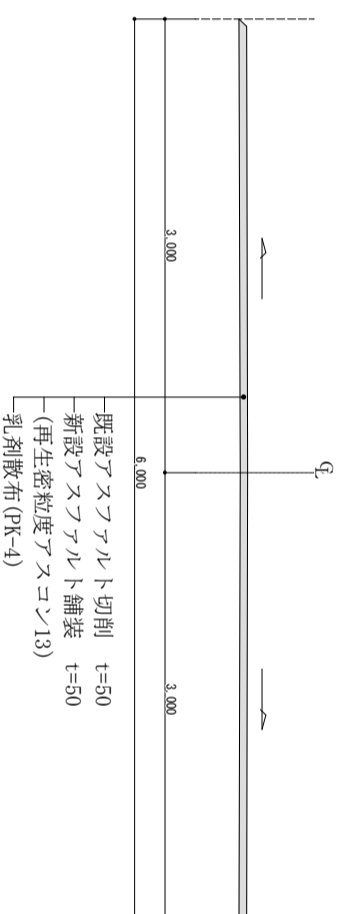 ℄
3,000
3,000
6,000
既設アスファルト切削 t=50
新設アスファルト舗装 t=50
(再生密粒度アスコン13)
乳剤散布(PK-4)